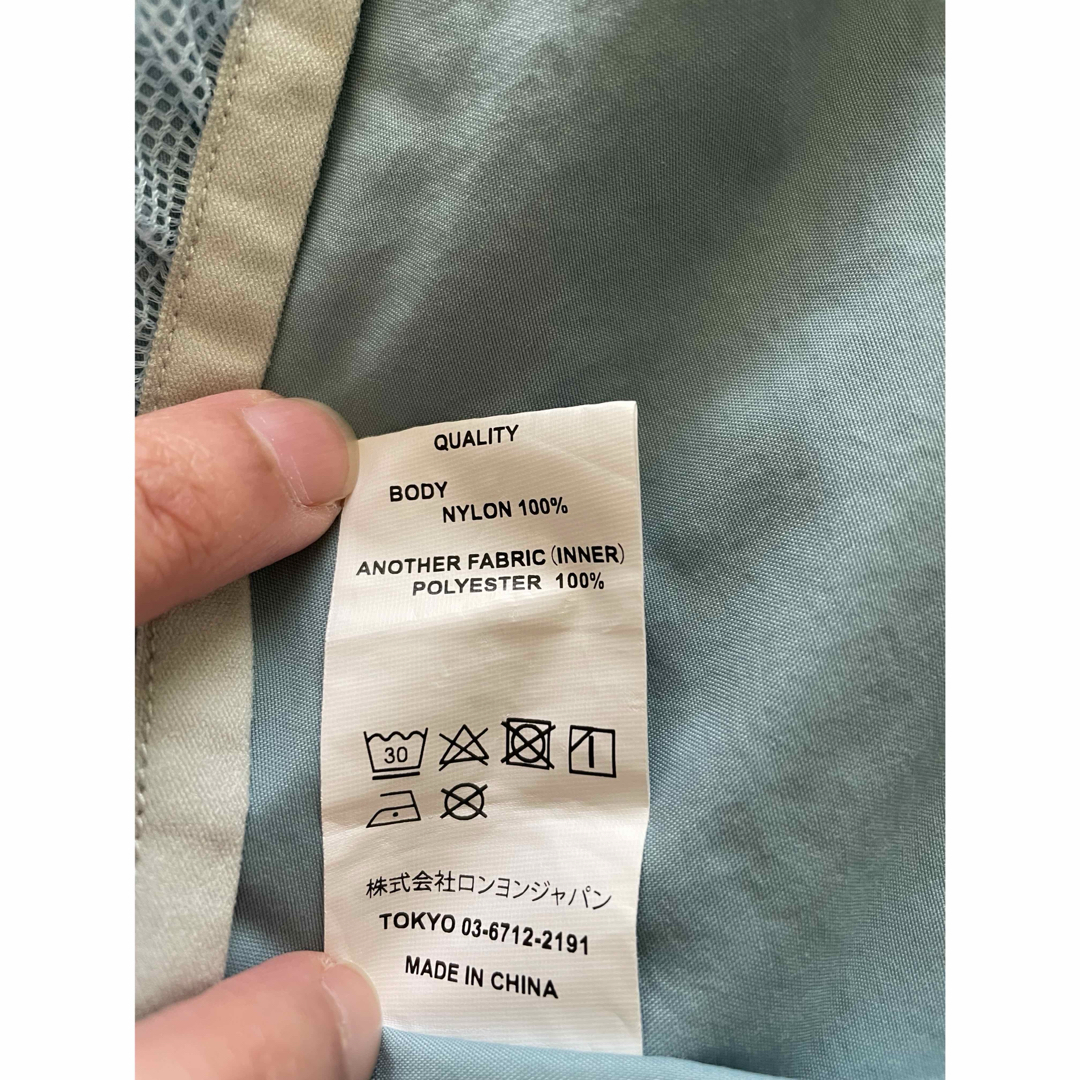 QUALITY
BODY
NYLON 100%
ANOTHER FABRIC (INNER)
POLYESTER 100%
30
株式会社ロンヨンジャパン
TOKYO 03-6712-2191
MADE IN CHINA